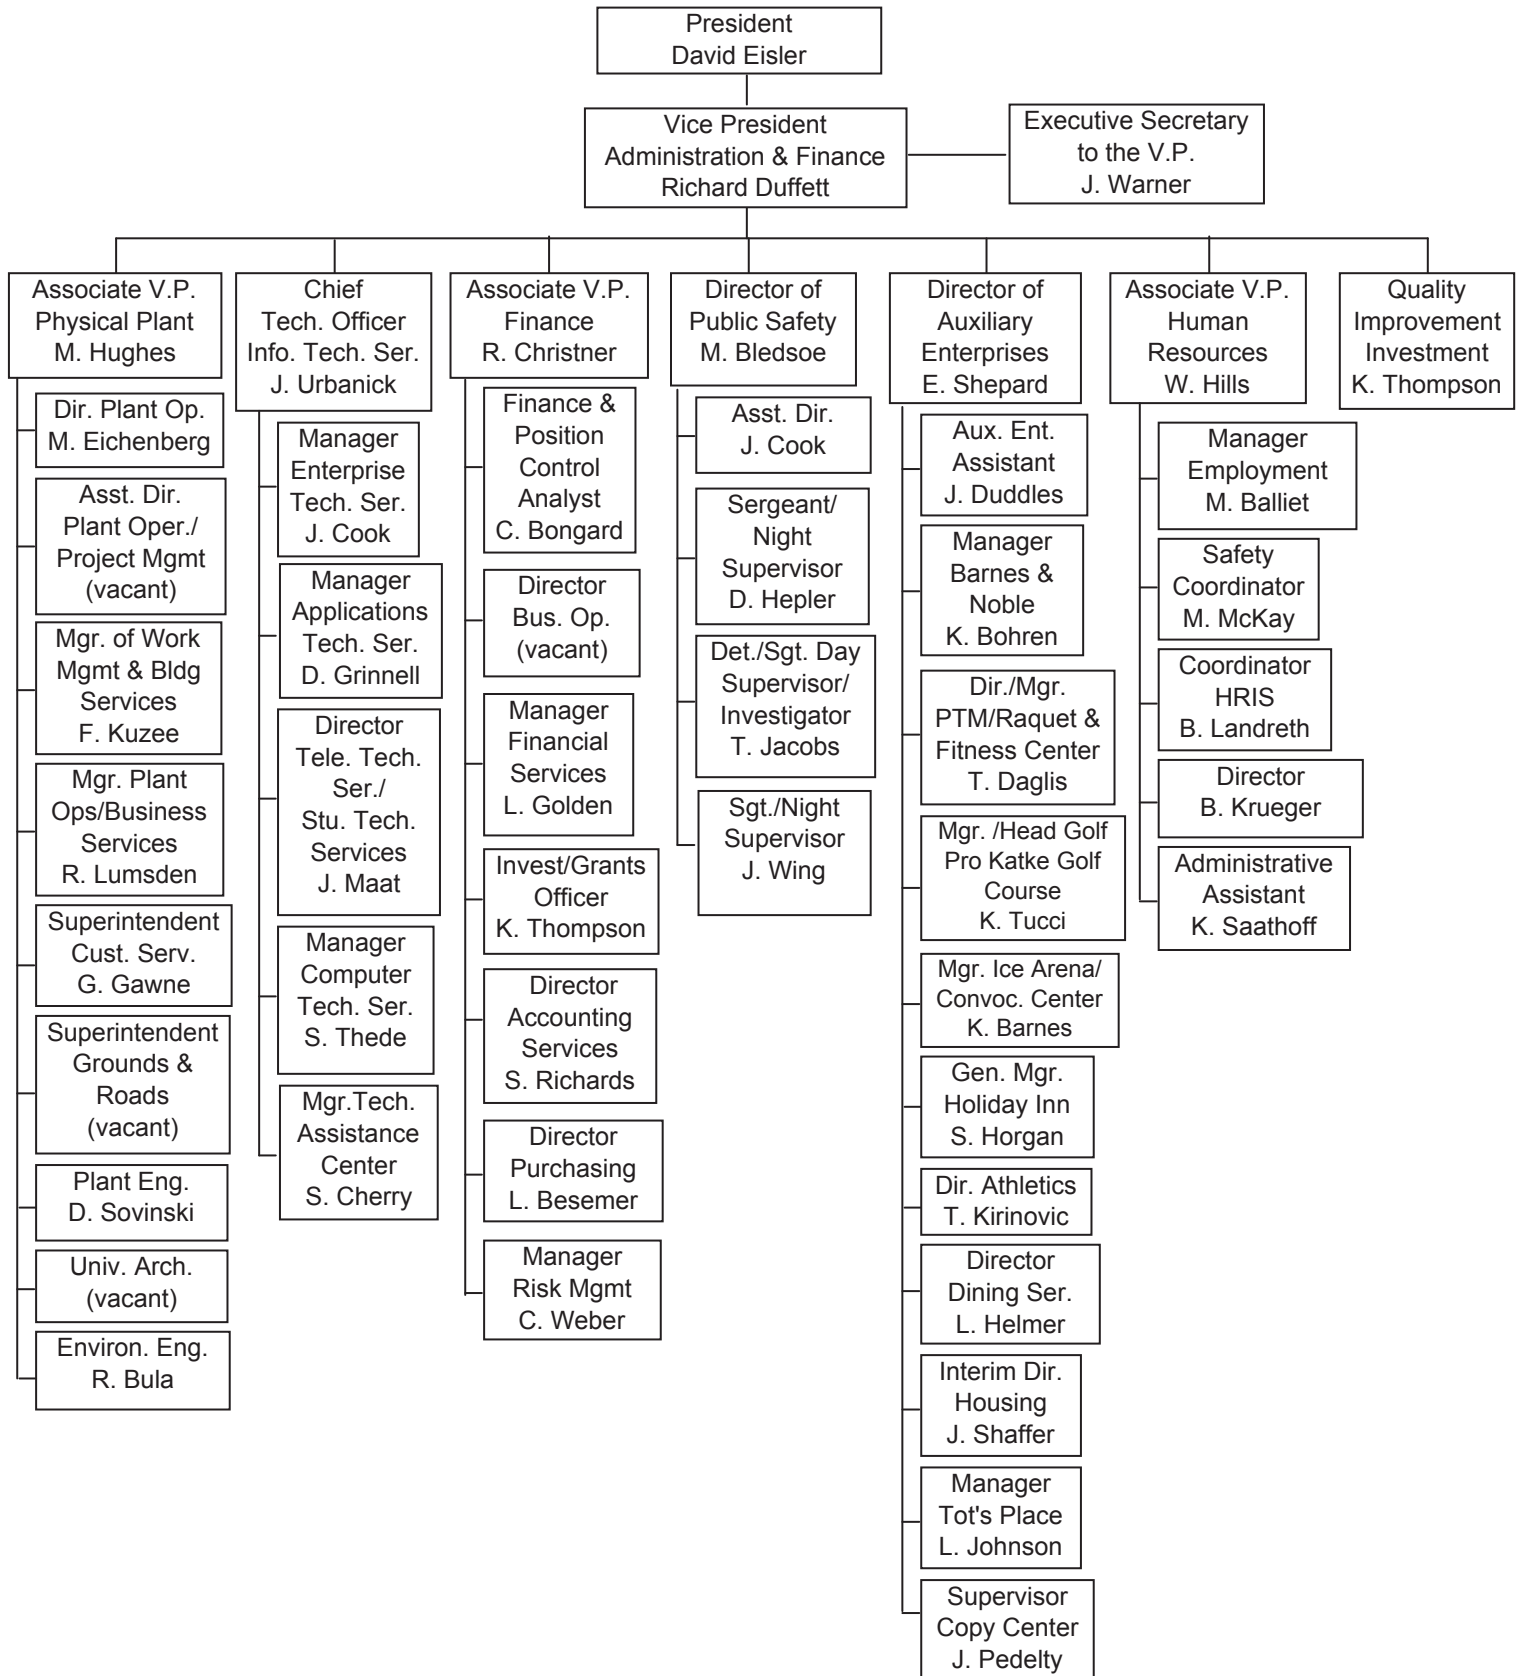 President
David Eisler
Vice President
Administration & Finance
Richard Duffett
Executive Secretary
to the V.P.
J. Warner
Associate V.P.
Physical Plant
M. Hughes
Dir. Plant Op.
M. Eichenberg
Asst. Dir.
Plant Oper./
Project Mgmt
(vacant)
Mgr. of Work
Mgmt & Bldg
Services
F. Kuzee
Mgr. Plant
Ops/Business
Services
R. Lumsden
Superintendent
Cust. Serv.
G. Gawne
Superintendent
Grounds &
Roads
(vacant)
Plant Eng.
D. Sovinski
Univ. Arch.
(vacant)
Environ. Eng.
R. Bula
Chief
Tech. Officer
Info. Tech. Ser.
J. Urbanick
Manager
Enterprise
Tech. Ser.
J. Cook
Manager
Applications
Tech. Ser.
D. Grinnell
Director
Tele. Tech.
Ser./
Stu. Tech.
Services
J. Maat
Manager
Computer
Tech. Ser.
S. Thede
Mgr.Tech.
Assistance
Center
S. Cherry
Associate V.P.
Finance
R. Christner
Finance &
Position
Control
Analyst
C. Bongard
Director
Bus. Op.
(vacant)
Manager
Financial
Services
L. Golden
Invest/Grants
Officer
K. Thompson
Director
Accounting
Services
S. Richards
Director
Purchasing
L. Besemer
Manager
Risk Mgmt
C. Weber
Director of
Public Safety
M. Bledsoe
Asst. Dir.
J. Cook
Sergeant/
Night
Supervisor
D. Hepler
Det./Sgt. Day
Supervisor/
Investigator
T. Jacobs
Sgt./Night
Supervisor
J. Wing
Director of
Auxiliary
Enterprises
E. Shepard
Aux. Ent.
Assistant
J. Duddles
Manager
Barnes &
Noble
K. Bohren
Dir./Mgr.
PTM/Raquet &
Fitness Center
T. Daglis
Mgr. /Head Golf
Pro Katke Golf
Course
K. Tucci
Mgr. Ice Arena/
Convoc. Center
K. Barnes
Gen. Mgr.
Holiday Inn
S. Horgan
Dir. Athletics
T. Kirinovic
Director
Dining Ser.
L. Helmer
Interim Dir.
Housing
J. Shaffer
Manager
Tot's Place
L. Johnson
Supervisor
Copy Center
J. Pedelty
Associate V.P.
Human
Resources
W. Hills
Manager
Employment
M. Balliet
Safety
Coordinator
M. McKay
Coordinator
HRIS
B. Landreth
Director
B. Krueger
Administrative
Assistant
K. Saathoff
Quality
Improvement
Investment
K. Thompson